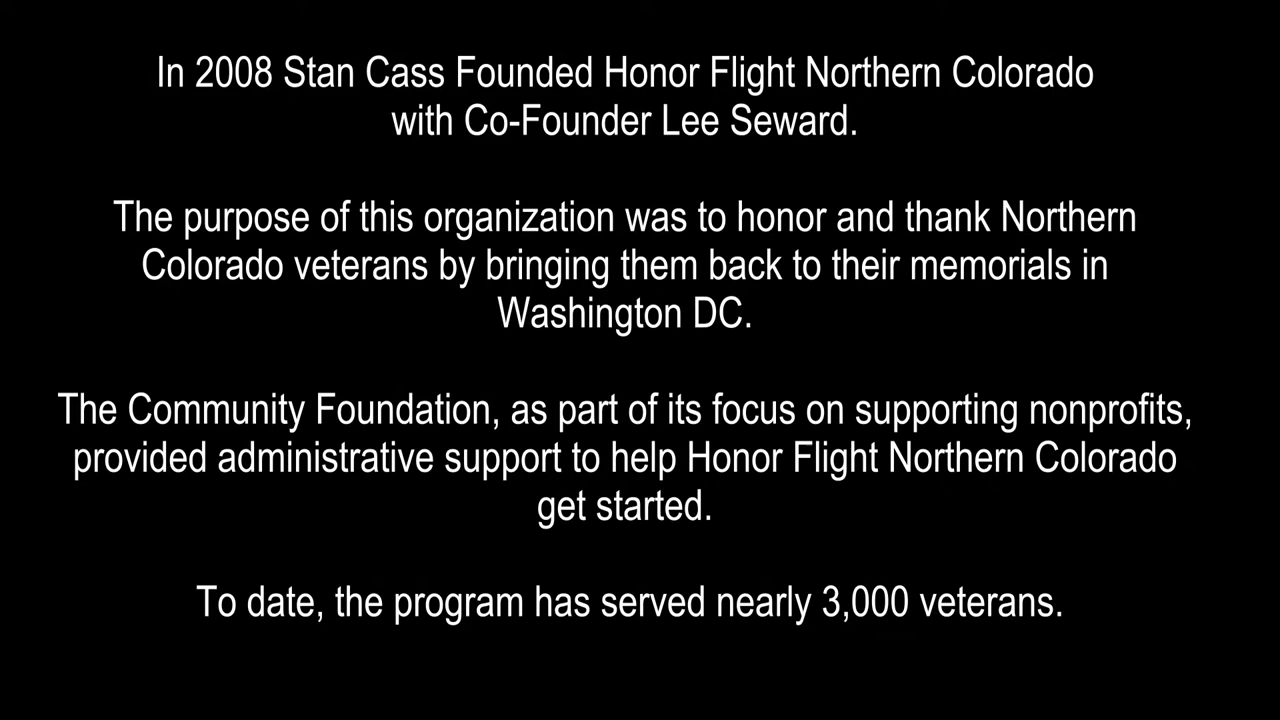 In 2008 Stan Cass Founded Honor Flight Northern Colorado
with Co-Founder Lee Seward.
The purpose of this organization was to honor and thank Northern
Colorado veterans by bringing them back to their memorials in
Washington DC.
The Community Foundation, as part of its focus on supporting nonprofits,
provided administrative support to help Honor Flight Northern Colorado
get started.
To date, the program has served nearly 3,000 veterans.